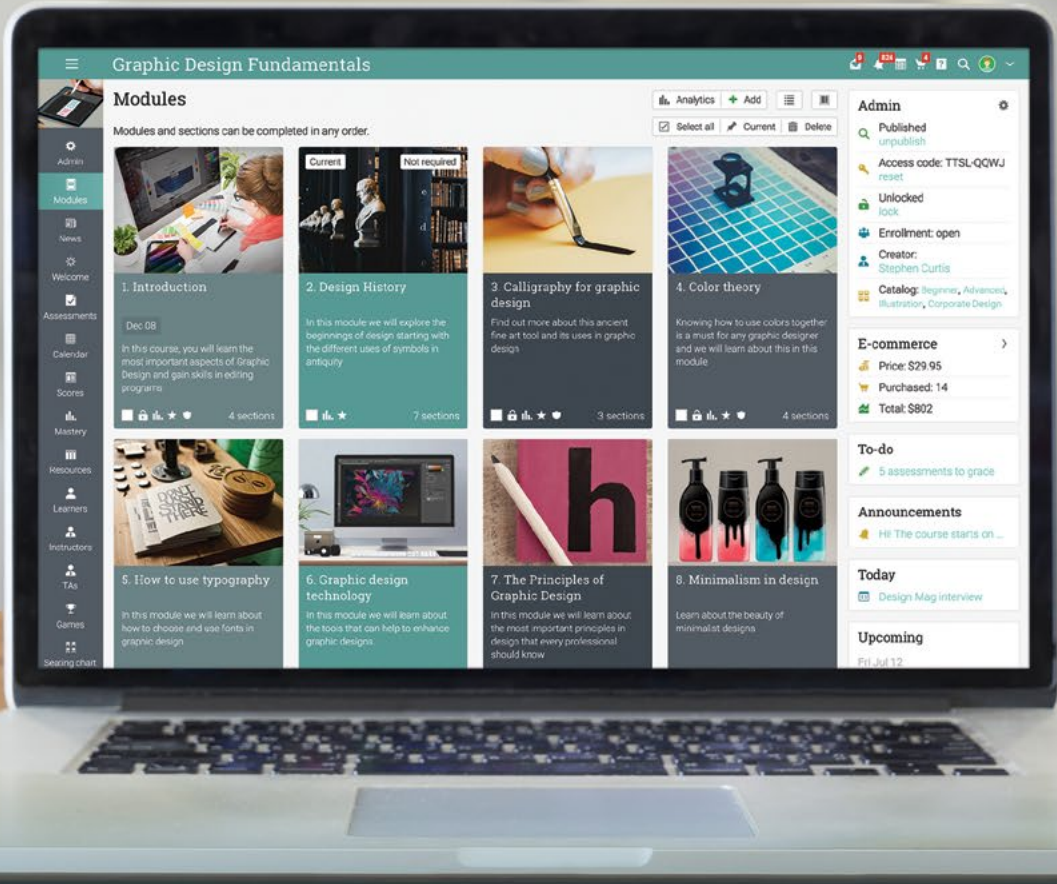 Graphic Design Fundamentals
826
4
?
Admin
Modules
News
Welcome
Assessments
Calendar
Scores
Mastery
Resources
Learners
Instructors
TAs
Games
Seating chart
Modules
Modules and sections can be completed in any order.
Analytics
Add
Select all
Current
Delete
1. Introduction
Dec 08
In this course, you will learn the
most important aspects of Graphic
Design and gain skills in editing
programs
4 sections
Current
Not required
2. Design History
In this module we will explore the
beginnings of design starting with
the different uses of symbols in
antiquity
7 sections
3. Calligraphy for graphic
design
Find out more about this ancient
fine art tool and its uses in graphic
design
3 sections
4. Color theory
Knowing how to use colors together
is a must for any graphic designer
and we will learn about this in this
module
4 sections
DON'T
JUST
STAND
THERE
5. How to use typography
In this module we will learn about
how to choose and use fonts in
graphic design
6. Graphic design
technology
In this module we will learn about
the tools that can help to enhance
graphic designs.
h
7. The Principles of
Graphic Design
In this module we will learn about
the most important principles in
design that every professional
should know
8. Minimalism in design
Learn about the beauty of
minimalist designs
Admin
Published
unpublish
Access code: TTSL-QQWJ
reset
Unlocked
lock
Enrollment: open
Creator:
Stephen Curtis
Catalog: Beginner, Advanced,
Illustration, Corporate Design
E-commerce
Price: $29.95
Purchased: 14
Total: $802
To-do
5 assessments to grade
Announcements
Hi! The course starts on ...
Today
Design Mag interview
Upcoming
Fri Jul 12